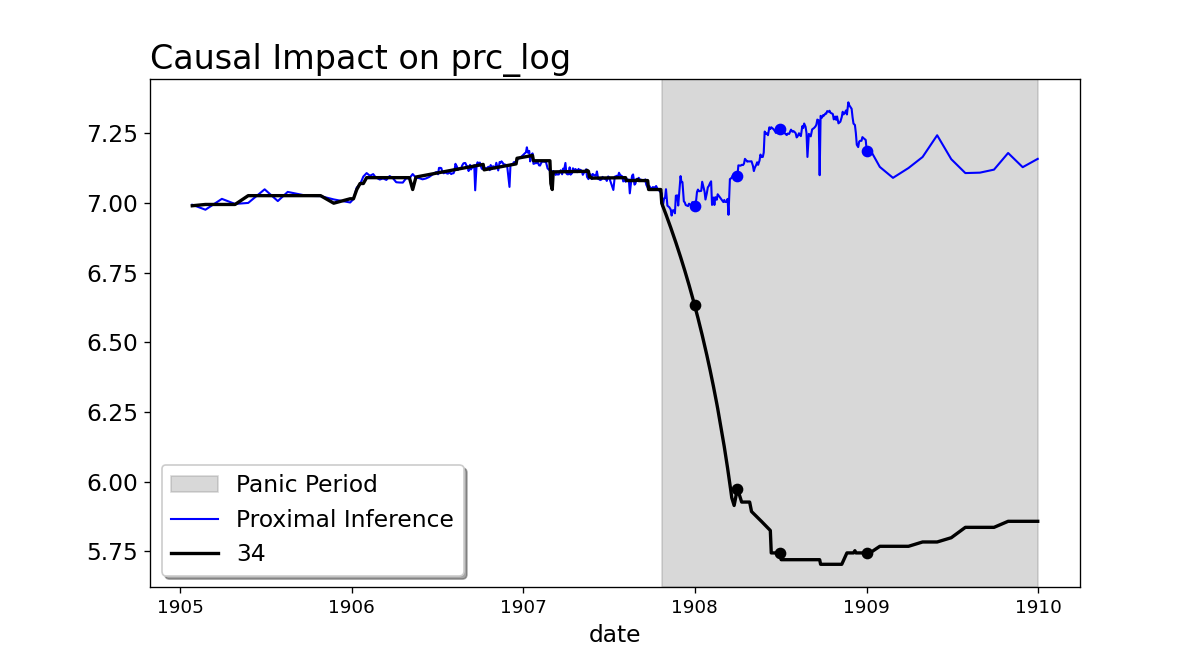 Causal Impact on prc_log
7.25
7.00
6.75
6.50
6.25
6.00
5.75
Panic Period
Proximal Inference
34
1905 1906 1907 1908 1909 1910
date